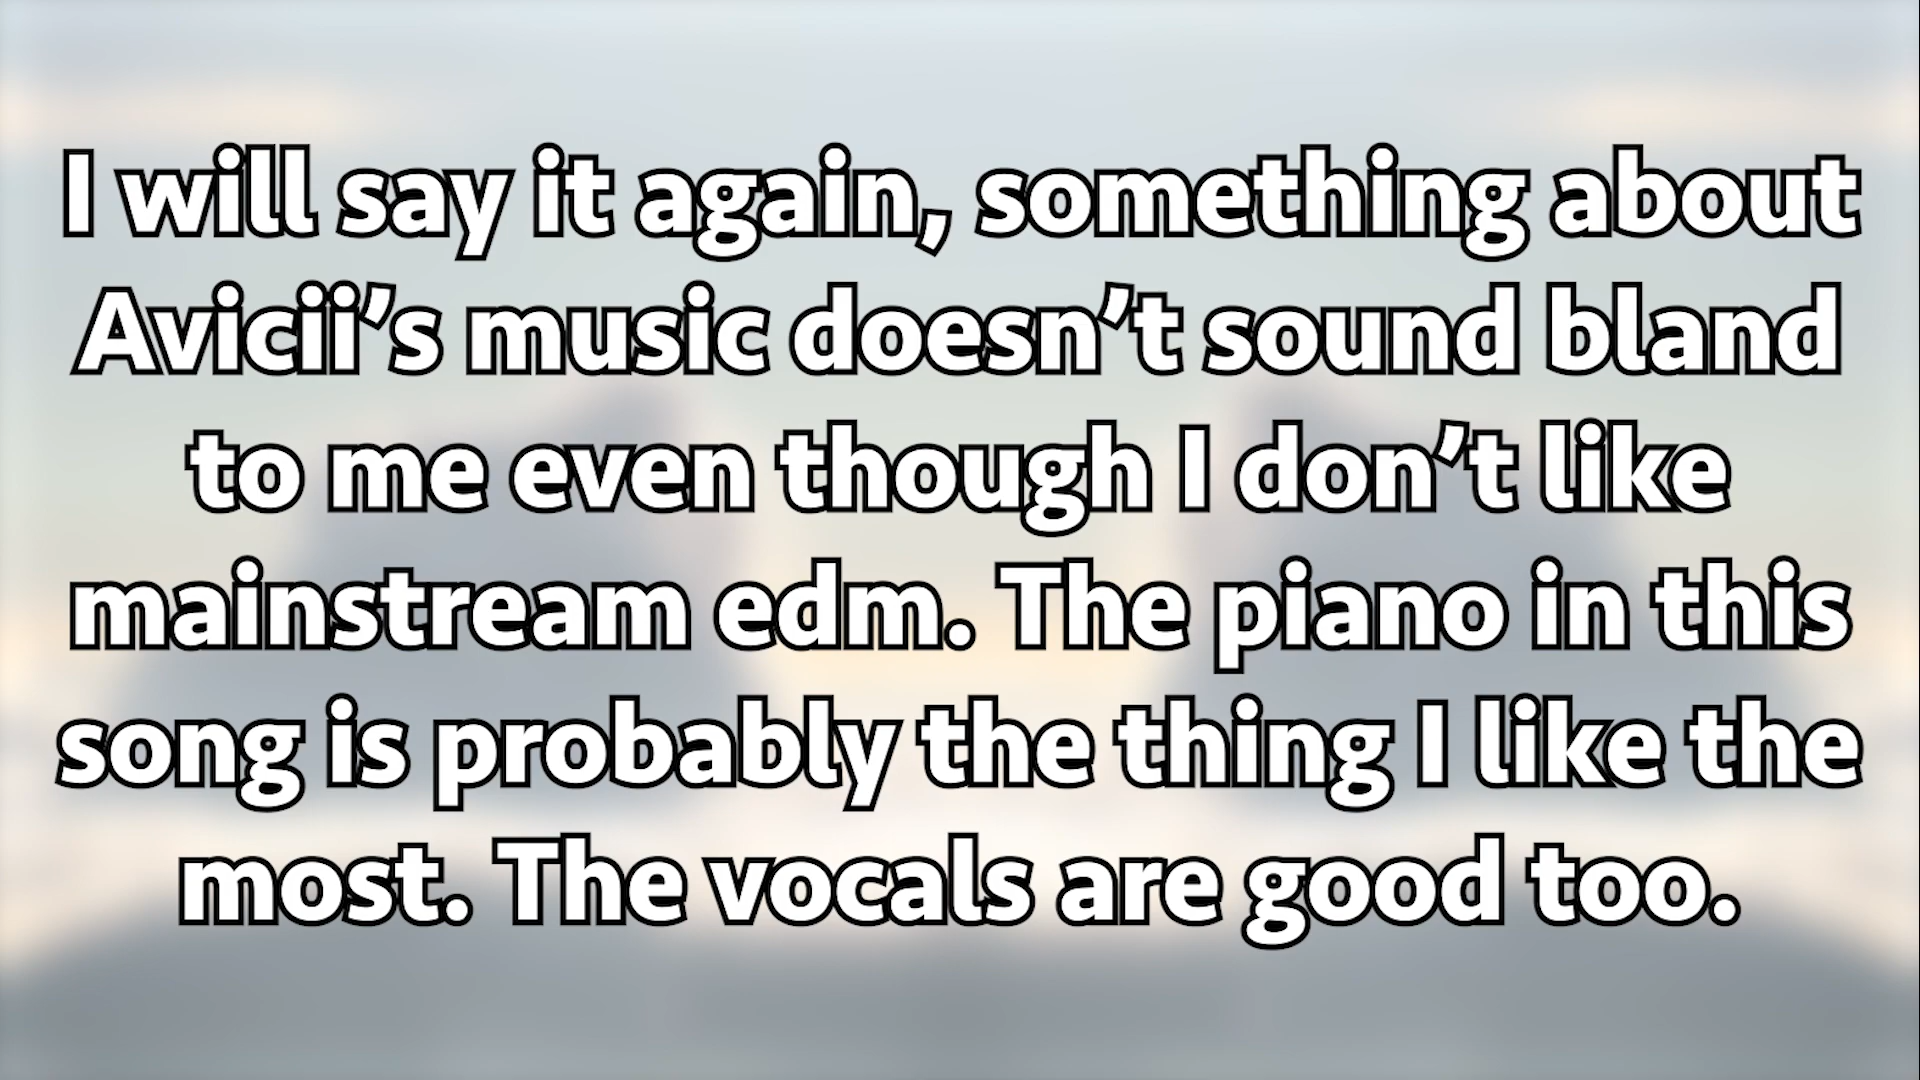 I will say it again, something about
Avicii’s music doesn’t sound bland
to me even though I don’t like
mainstream edm. The piano in this
song is probably the thing I like the
most. The vocals are good too.